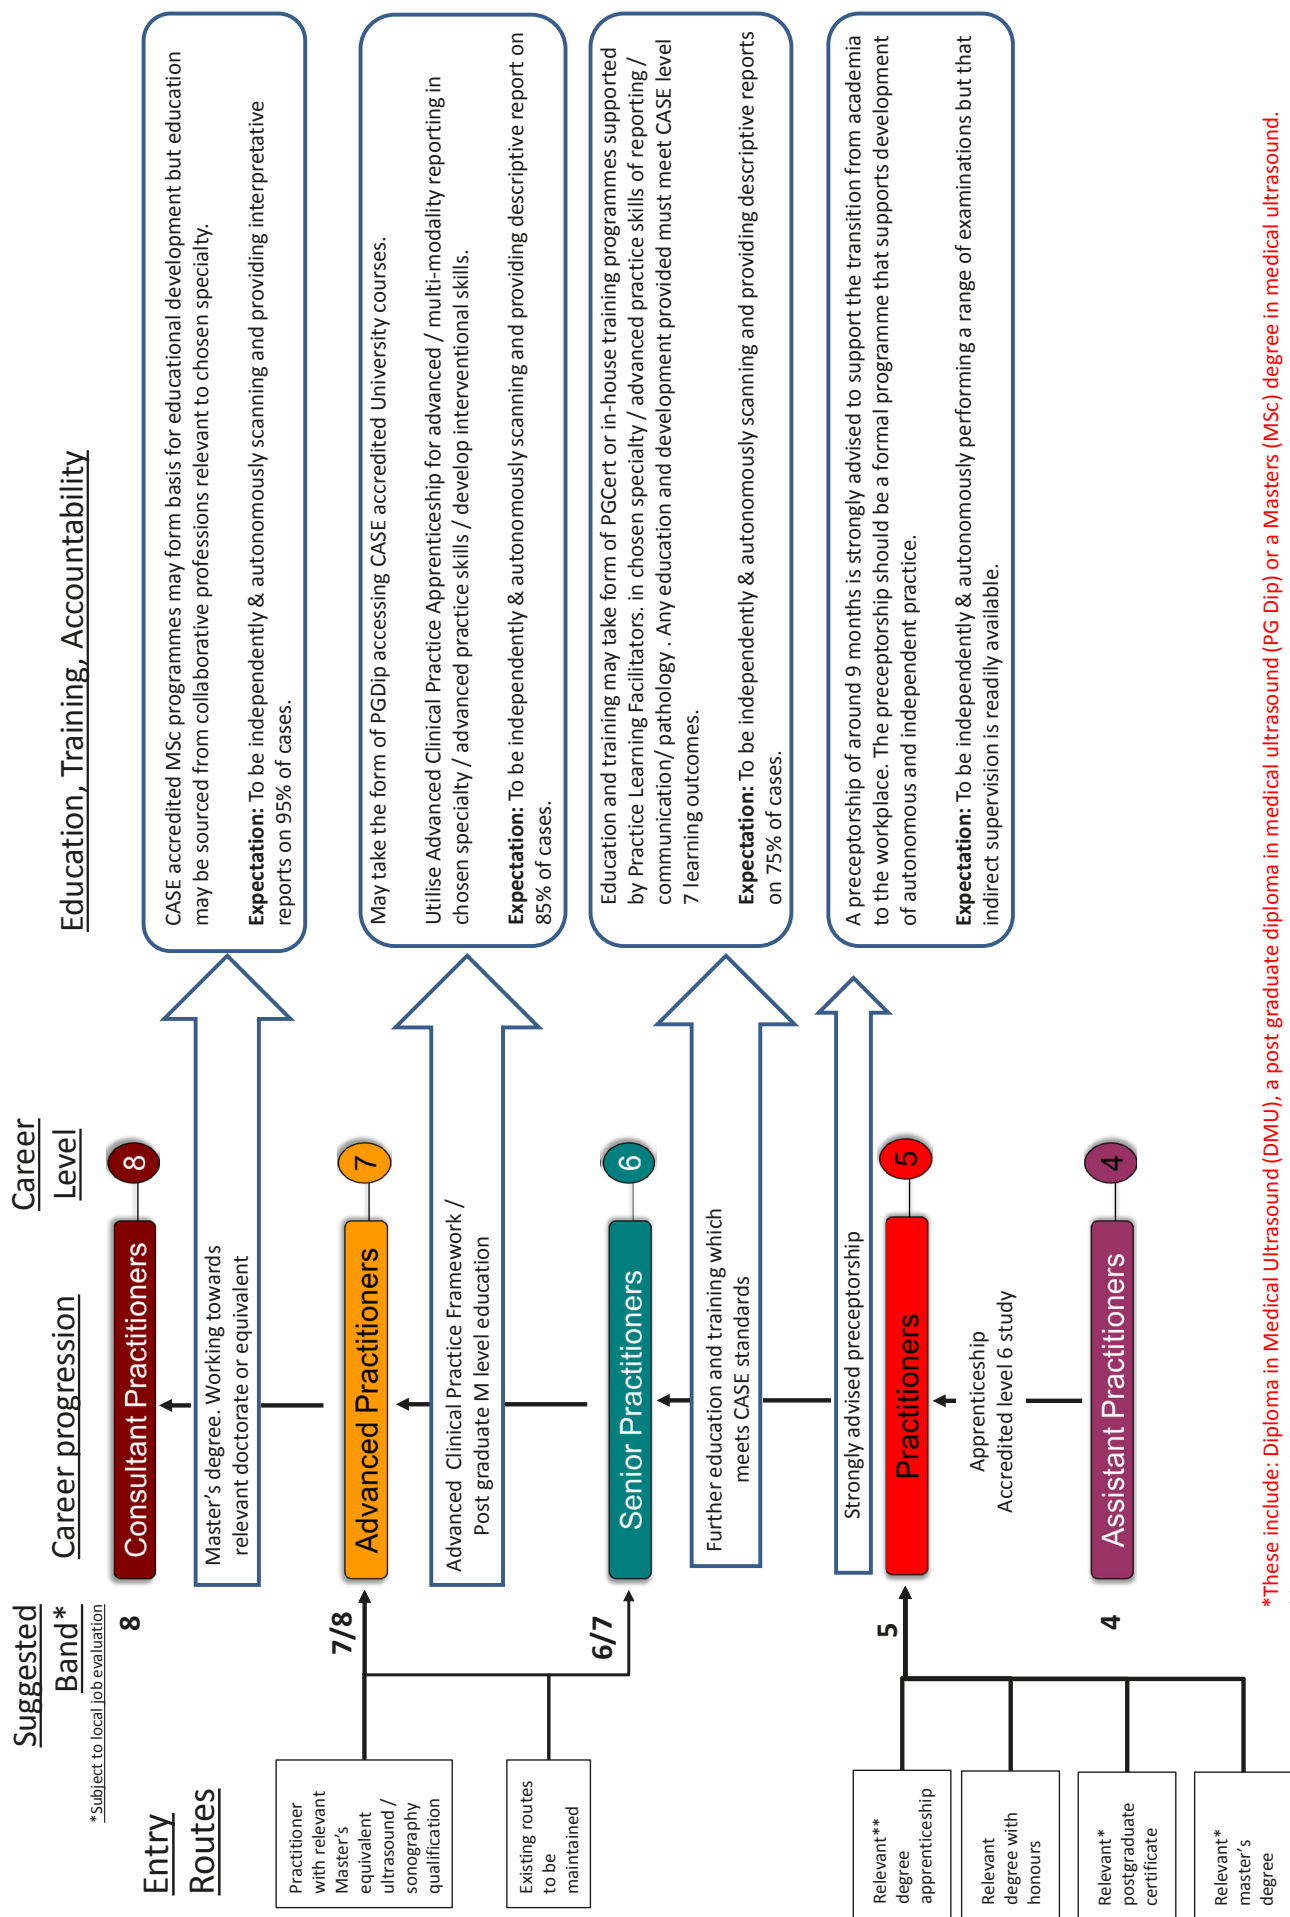 Entry
Routes
Suggested
Band*
*Subject to local job evaluation
Career progression
Career
Level
Education, Training, Accountability
8
Consultant Practitioners
8
Master's degree. Working towards
relevant doctorate or equivalent
CASE accredited MSc programmes may form basis for educational development but education
may be sourced from collaborative professions relevant to chosen specialty.
Expectation: To be independently & autonomously scanning and providing interpretative
reports on 95% of cases.
Practitioner
with relevant
Master's
equivalent
ultrasound /
sonography
qualification
7/8
Advanced Practitioners
7
Advanced  Clinical Practice Framework /
Post graduate M level education
May take the form of PGDip accessing CASE accredited University courses.
Utilise Advanced Clinical Practice Apprenticeship for advanced / multi-modality reporting in
chosen specialty / advanced practice skills / develop interventional skills.
Expectation: To be independently & autonomously scanning and providing descriptive report on
85% of cases.
Existing routes
to be
maintained
6/7
Senior Practitioners
6
Further education and training which
meets CASE standards
Education and training may take form of PGCert or in-house training programmes supported
by Practice Learning Facilitators. in chosen specialty / advanced practice skills of reporting /
communication/ pathology . Any education and development provided must meet CASE level
7 learning outcomes.
Expectation: To be independently & autonomously scanning and providing descriptive reports
on 75% of cases.
Strongly advised preceptorship
A preceptorship of around 9 months is strongly advised to support the transition from academia
to the workplace. The preceptorship should be a formal programme that supports development
of autonomous and independent practice.
Expectation: To be independently & autonomously performing a range of examinations but that
indirect supervision is readily available.
Relevant**
degree
apprenticeship
Relevant
degree with
honours
Relevant*
postgraduate
certificate
Relevant*
master's
degree
5
Practitioners
5
Apprenticeship
Accredited level 6 study
4
Assistant Practitioners
4
*These include: Diploma in Medical Ultrasound (DMU), a post graduate diploma in medical ultrasound (PG Dip) or a Masters (MSc) degree in medical ultrasound.